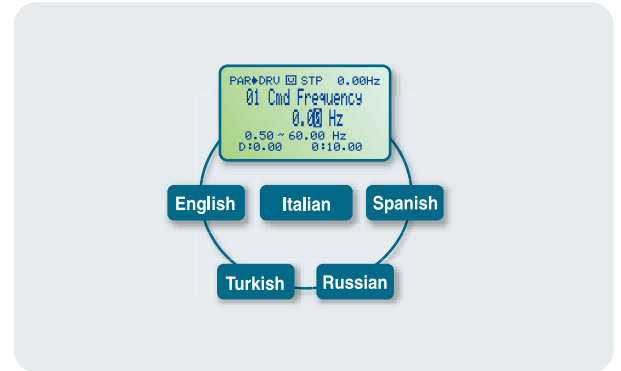 PAR➧DRV U STP 0.00Hz
01 Cmd Frequency
0.00 Hz
0.50 ~ 60.00 Hz
D:0.00 0:10.00
English Italian Spanish
Turkish Russian